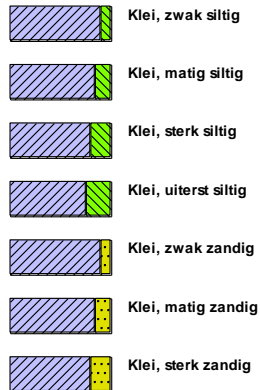 Klei, zwak siltig
Klei, matig siltig
Klei, sterk siltig
Klei, uiterst siltig
Klei, zwak zandig
Klei, matig zandig
Klei, sterk zandig